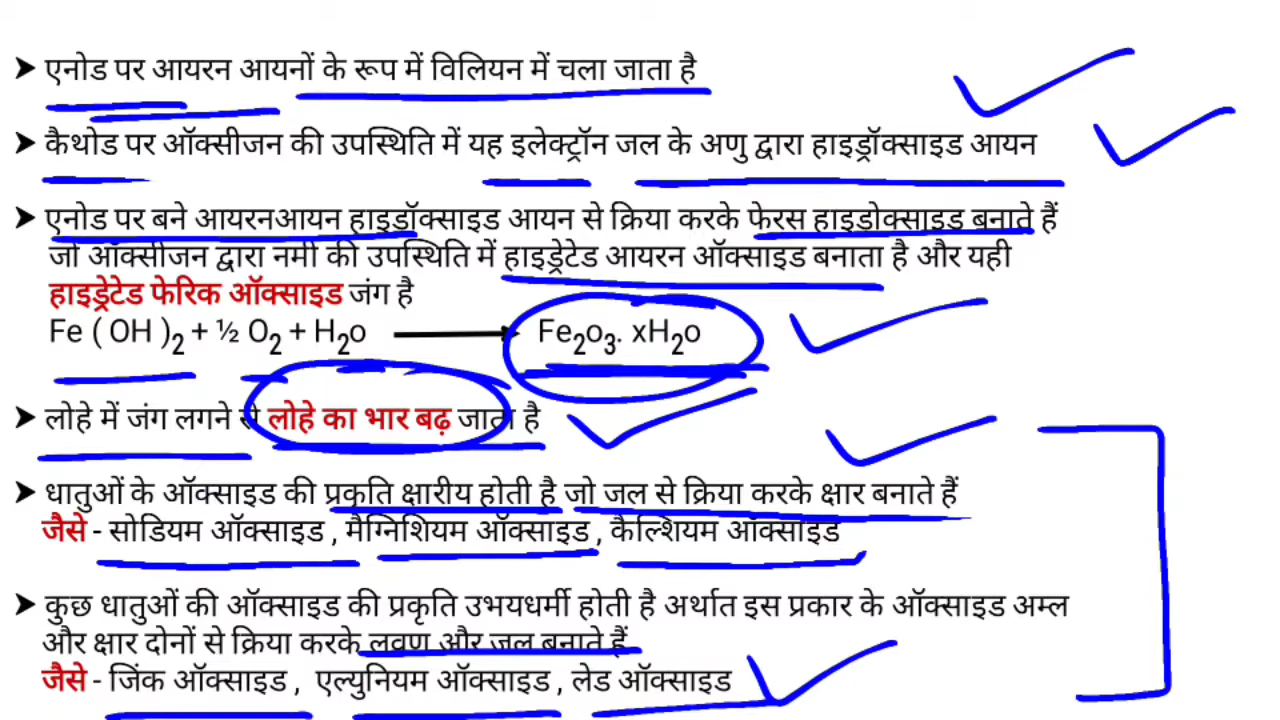 ➤ एनोड पर आयरन आयनों के रूप में विलियन में चला जाता है
➤ कैथोड पर ऑक्सीजन की उपस्थिति में यह इलेक्ट्रॉन जल के अणु द्वारा हाइड्रॉक्साइड आयन
➤ एनोड पर बने आयरनआयन हाइड्रॉक्साइड आयन से क्रिया करके फेरस हाइडोक्साइड बनाते हैं
जो ऑक्सीजन द्वारा नमी की उपस्थिति में हाइड्रेटेड आयरन ऑक्साइड बनाता है और यही
हाइड्रेटेड फेरिक ऑक्साइड जंग है
Fe ( OH )₂ + ½ O₂ + H₂o ⟶ Fe₂o₃. xH₂o
➤ लोहे में जंग लगने से लोहे का भार बढ़ जाता है
➤ धातुओं के ऑक्साइड की प्रकृति क्षारीय होती है जो जल से क्रिया करके क्षार बनाते हैं
जैसे - सोडियम ऑक्साइड , मैग्निशियम ऑक्साइड , कैल्शियम ऑक्साइड
➤ कुछ धातुओं की ऑक्साइड की प्रकृति उभयधर्मी होती है अर्थात इस प्रकार के ऑक्साइड अम्ल
और क्षार दोनों से क्रिया करके लवण और जल बनाते हैं
जैसे - जिंक ऑक्साइड , एल्युनियम ऑक्साइड , लेड ऑक्साइड